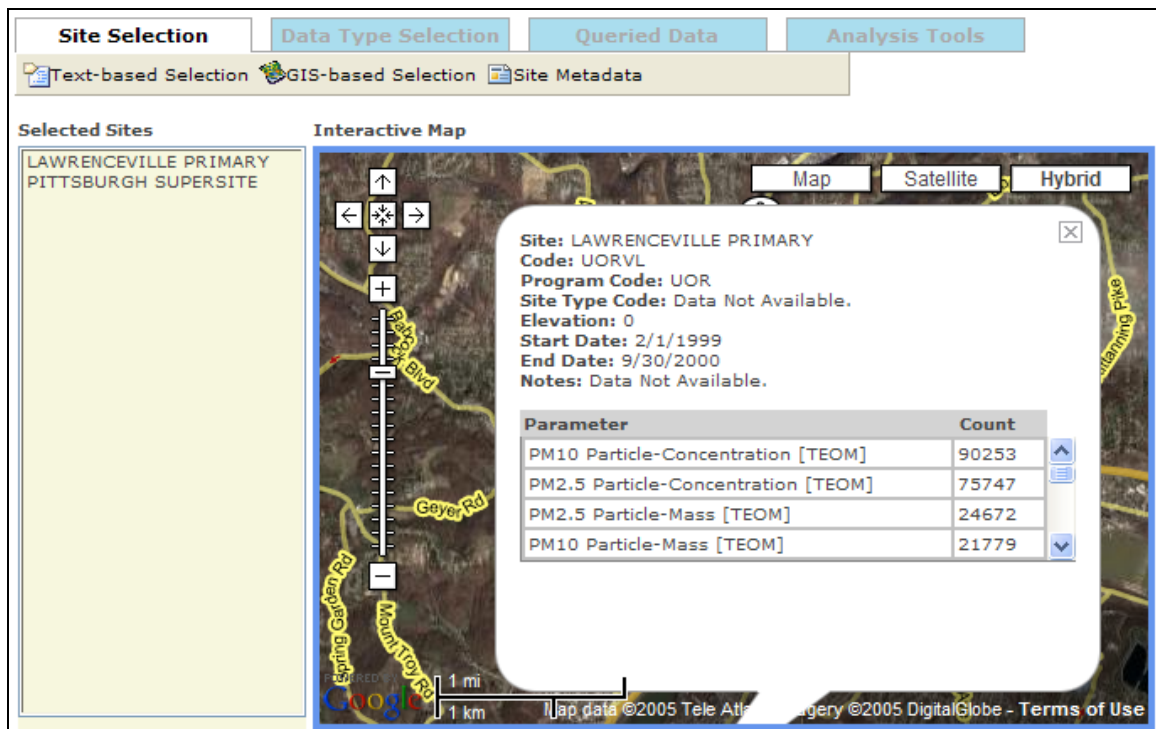 Site Selection
Data Type Selection
Queried Data
Analysis Tools
Text-based Selection
GIS-based Selection
Site Metadata
Selected Sites
Interactive Map
LAWRENCEVILLE PRIMARY
PITTSBURGH SUPERSITE
Map
Satellite
Hybrid
Site: LAWRENCEVILLE PRIMARY
Code: UORVL
Program Code: UOR
Site Type Code: Data Not Available.
Elevation: 0
Start Date: 2/1/1999
End Date: 9/30/2000
Notes: Data Not Available.
Parameter Count
PM10 Particle-Concentration [TEOM] 90253
PM2.5 Particle-Concentration [TEOM] 75747
PM2.5 Particle-Mass [TEOM] 24672
PM10 Particle-Mass [TEOM] 21779
Blvd
Geyer Rd
Spring Garden Rd
Mount Troy Rd
Pike
POWERED BY
Google
1 mi
1 km
Map data ©2005 Tele
©2005 DigitalGlobe - Terms of Use